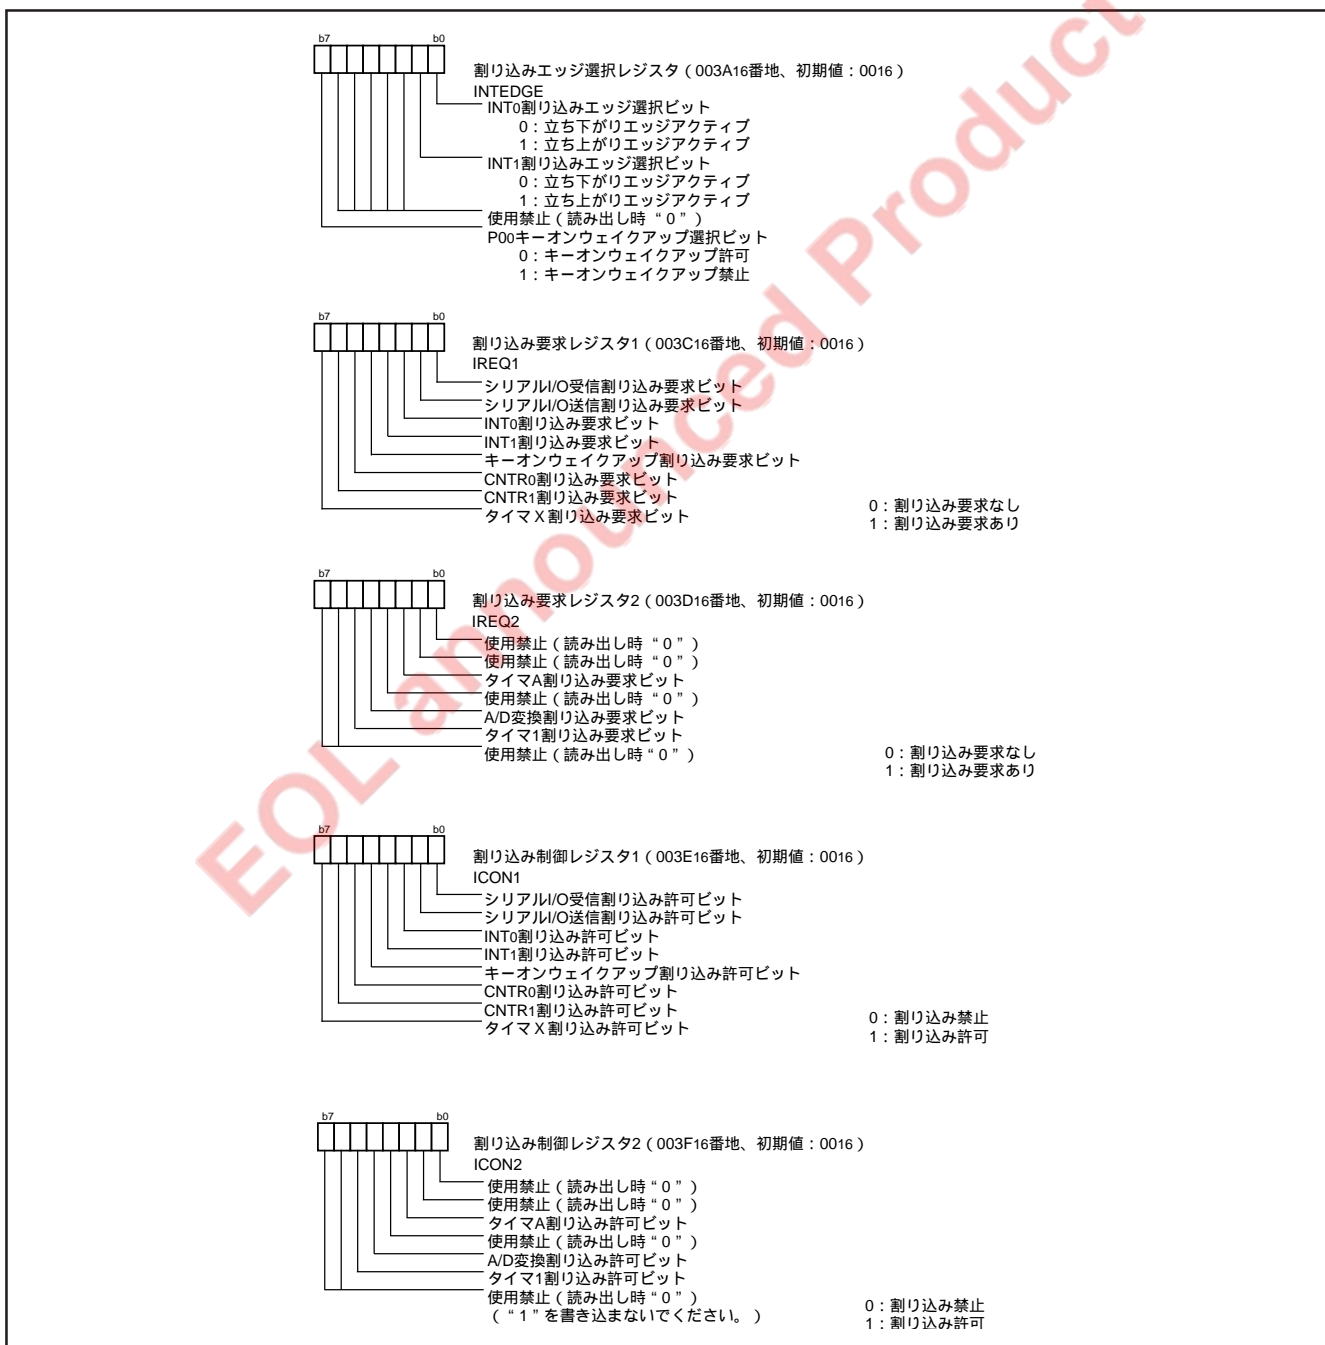 b7 b0
割り込みエッジ選択レジスタ（003A16番地、初期値：0016）
INTEDGE
INT0割り込みエッジ選択ビット
0：立ち下がりエッジアクティブ
1：立ち上がりエッジアクティブ
INT1割り込みエッジ選択ビット
0：立ち下がりエッジアクティブ
1：立ち上がりエッジアクティブ
使用禁止（読み出し時“0”）
P00キーオンウェイクアップ選択ビット
0：キーオンウェイクアップ許可
1：キーオンウェイクアップ禁止
b7 b0
割り込み要求レジスタ1（003C16番地、初期値：0016）
IREQ1
シリアルI/O受信割り込み要求ビット
シリアルI/O送信割り込み要求ビット
INT0割り込み要求ビット
INT1割り込み要求ビット
キーオンウェイクアップ割り込み要求ビット
CNTR0割り込み要求ビット
CNTR1割り込み要求ビット
タイマX割り込み要求ビット
0：割り込み要求なし
1：割り込み要求あり
b7 b0
割り込み要求レジスタ2（003D16番地、初期値：0016）
IREQ2
使用禁止（読み出し時“0”）
使用禁止（読み出し時“0”）
タイマA割り込み要求ビット
使用禁止（読み出し時“0”）
A/D変換割り込み要求ビット
タイマ1割り込み要求ビット
使用禁止（読み出し時“0”）
0：割り込み要求なし
1：割り込み要求あり
b7 b0
割り込み制御レジスタ1（003E16番地、初期値：0016）
ICON1
シリアルI/O受信割り込み許可ビット
シリアルI/O送信割り込み許可ビット
INT0割り込み許可ビット
INT1割り込み許可ビット
キーオンウェイクアップ割り込み許可ビット
CNTR0割り込み許可ビット
CNTR1割り込み許可ビット
タイマX割り込み許可ビット
0：割り込み禁止
1：割り込み許可
b7 b0
割り込み制御レジスタ2（003F16番地、初期値：0016）
ICON2
使用禁止（読み出し時“0”）
使用禁止（読み出し時“0”）
タイマA割り込み許可ビット
使用禁止（読み出し時“0”）
A/D変換割り込み許可ビット
タイマ1割り込み許可ビット
使用禁止（読み出し時“0”）
（“1”を書き込まないでください。）
0：割り込み禁止
1：割り込み許可
EOL announced Product